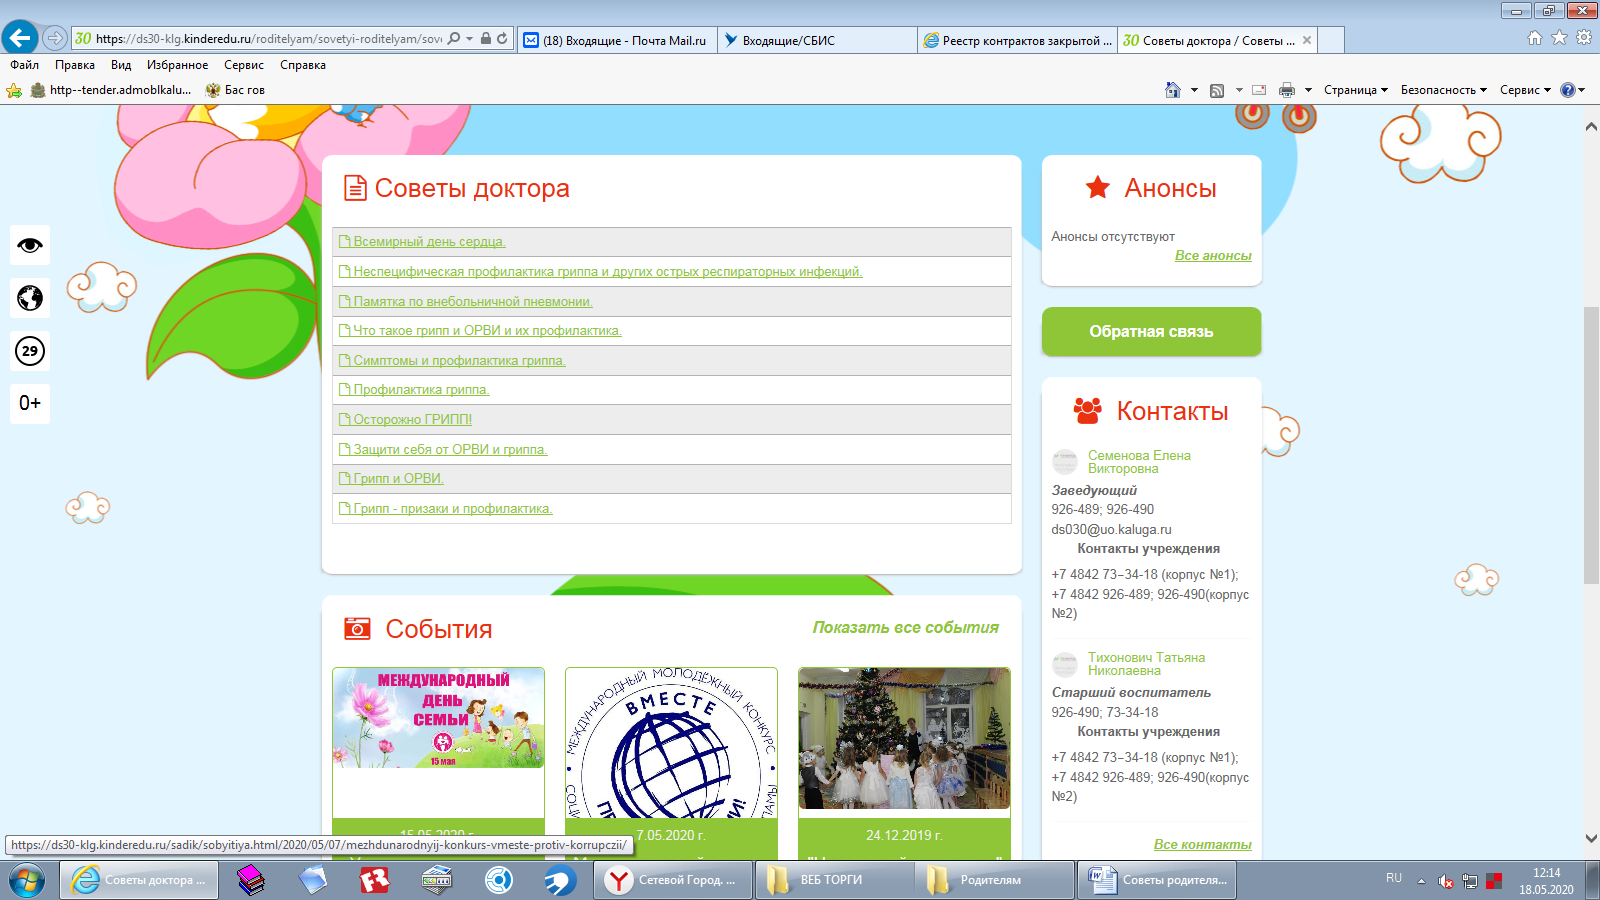 30 https://ds30-klg.kinderedu.ru/roditelyam/sovetyi-roditelyam/sove
(18) Входящие - Почта Mail.ru
Входящие/СБИС
Реестр контрактов закрытой ...
30 Советы доктора / Советы ...
Файл Правка Вид Избранное Сервис Справка
http--tender.admoblkalu... Бас гов
Страница Безопасность Сервис
Советы доктора
Всемирный день сердца.
Неспецифическая профилактика гриппа и других острых респираторных инфекций.
Памятка по внебольничной пневмонии.
Что такое грипп и ОРВИ и их профилактика.
Симптомы и профилактика гриппа.
Профилактика гриппа.
Осторожно ГРИПП!
Защити себя от ОРВИ и гриппа.
Грипп и ОРВИ.
Грипп - призаки и профилактика.
29
0+
Анонсы
Анонсы отсутствуют
Все анонсы
Обратная связь
Контакты
Семенова Елена
Викторовна
Заведующий
926-489; 926-490
ds030@uo.kaluga.ru
Контакты учреждения
+7 4842 73–34-18 (корпус №1);
+7 4842 926-489; 926-490(корпус
№2)
Тихонович Татьяна
Николаевна
Старший воспитатель
926-490; 73-34-18
Контакты учреждения
+7 4842 73–34-18 (корпус №1);
+7 4842 926-489; 926-490(корпус
№2)
Все контакты
События
Показать все события
МЕЖДУНАРОДНЫЙ
ДЕНЬ
СЕМЬИ
15 мая
МЕЖДУНАРОДНЫЙ МОЛОДЁЖНЫЙ КОНКУРС
ВМЕСТЕ
15.05.2020 г.
7.05.2020 г.
24.12.2019 г.
https://ds30-klg.kinderedu.ru/sadik/sobyitiya.html/2020/05/07/mezhdunarodnyij-konkurs-vmeste-protiv-korrupczii/
Советы доктора ...
Сетевой Город. ...
ВЕБ ТОРГИ
Родителям
Советы родителя...
RU
12:14
18.05.2020